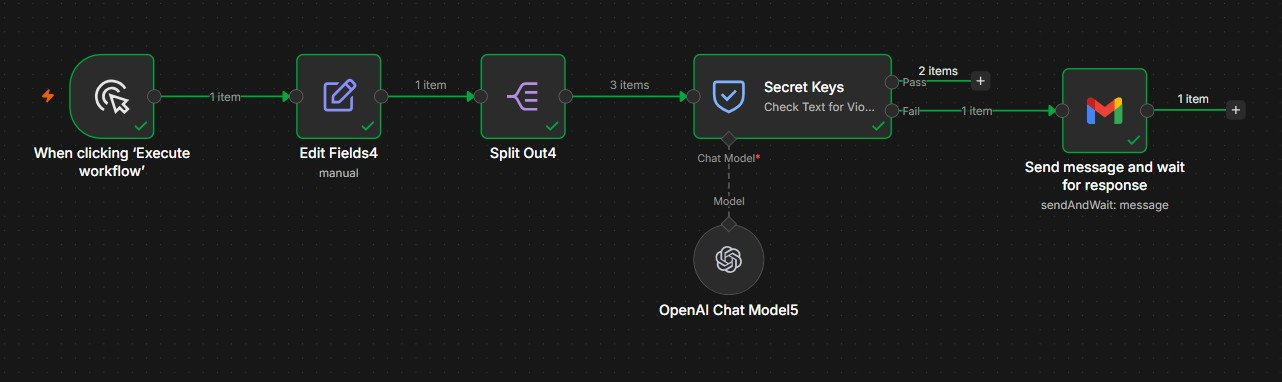 1 item
1 item
3 items
2 items
Pass
Fail
1 item
1 item
Secret Keys
Check Text for Vio...
When clicking ‘Execute
workflow’
Edit Fields4
manual
Split Out4
Chat Model*
Model
OpenAI Chat Model5
Send message and wait
for response
sendAndWait: message